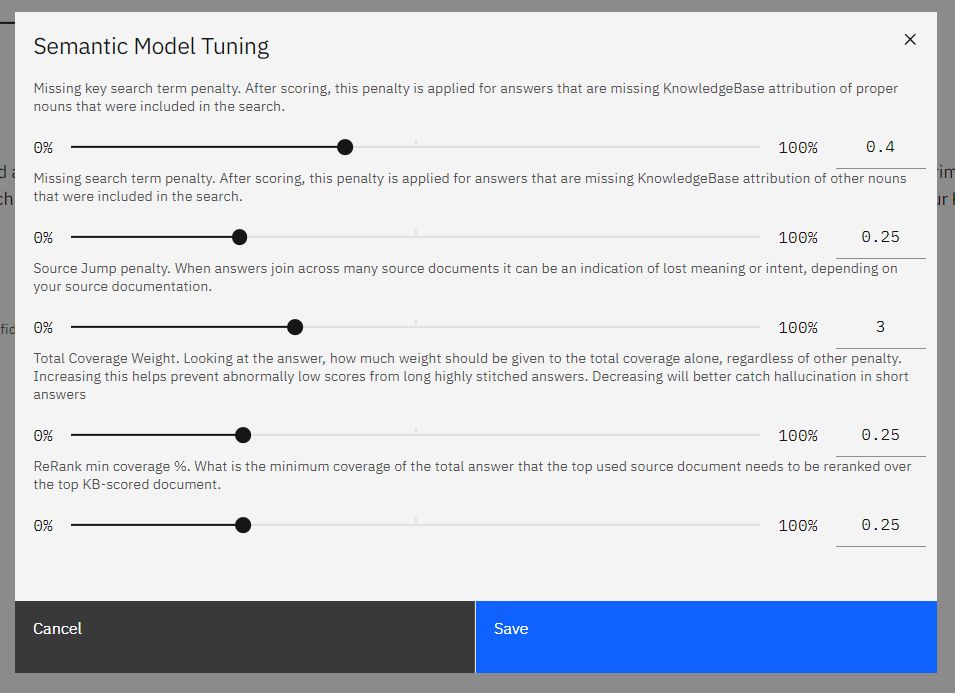 Semantic Model Tuning
Missing key search term penalty. After scoring, this penalty is applied for answers that are missing KnowledgeBase attribution of proper
nouns that were included in the search.
0% 100% 0.4
Missing search term penalty. After scoring, this penalty is applied for answers that are missing KnowledgeBase attribution of other nouns
that were included in the search.
0% 100% 0.25
Source Jump penalty. When answers join across many source documents it can be an indication of lost meaning or intent, depending on
your source documentation.
0% 100% 3
Total Coverage Weight. Looking at the answer, how much weight should be given to the total coverage alone, regardless of other penalty.
Increasing this helps prevent abnormally low scores from long highly stitched answers. Decreasing will better catch hallucination in short
answers
0% 100% 0.25
ReRank min coverage %. What is the minimum coverage of the total answer that the top used source document needs to be reranked over
the top KB-scored document.
0% 100% 0.25
Cancel Save